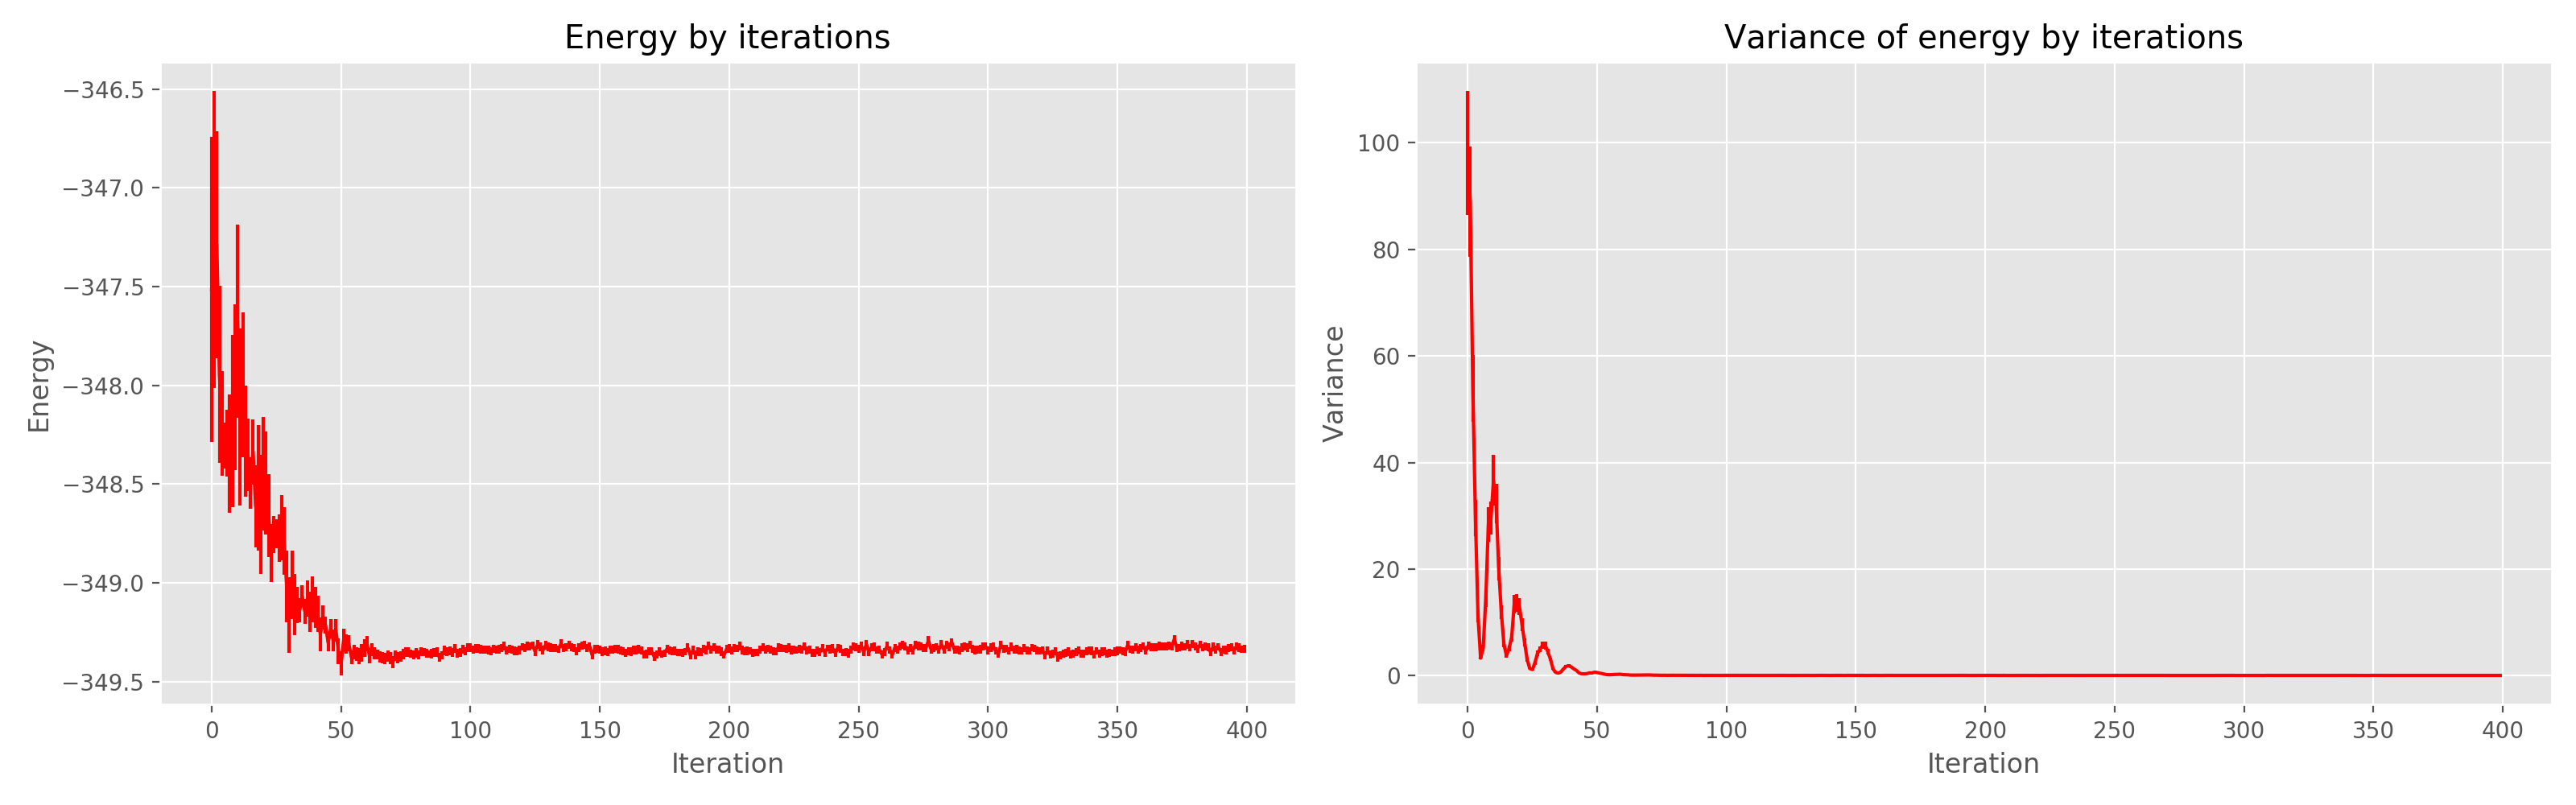 Energy by iterations
−346.5
−347.0
−347.5
−348.0
−348.5
−349.0
−349.5
Energy
0 50 100 150 200 250 300 350 400
Iteration
Variance of energy by iterations
100
80
60
40
20
0
Variance
0 50 100 150 200 250 300 350 400
Iteration